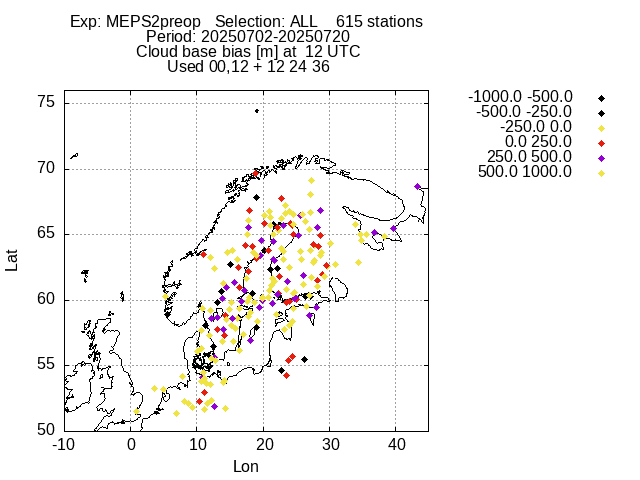 Exp: MEPS2preop   Selection: ALL    615 stations
Period: 20250702-20250720
Cloud base bias [m] at  12 UTC
Used 00,12 + 12 24 36
-1000.0 -500.0
-500.0 -250.0
-250.0 0.0
0.0 250.0
250.0 500.0
500.0 1000.0
75
70
65
60
55
50
Lat
-10 0 10 20 30 40
Lon